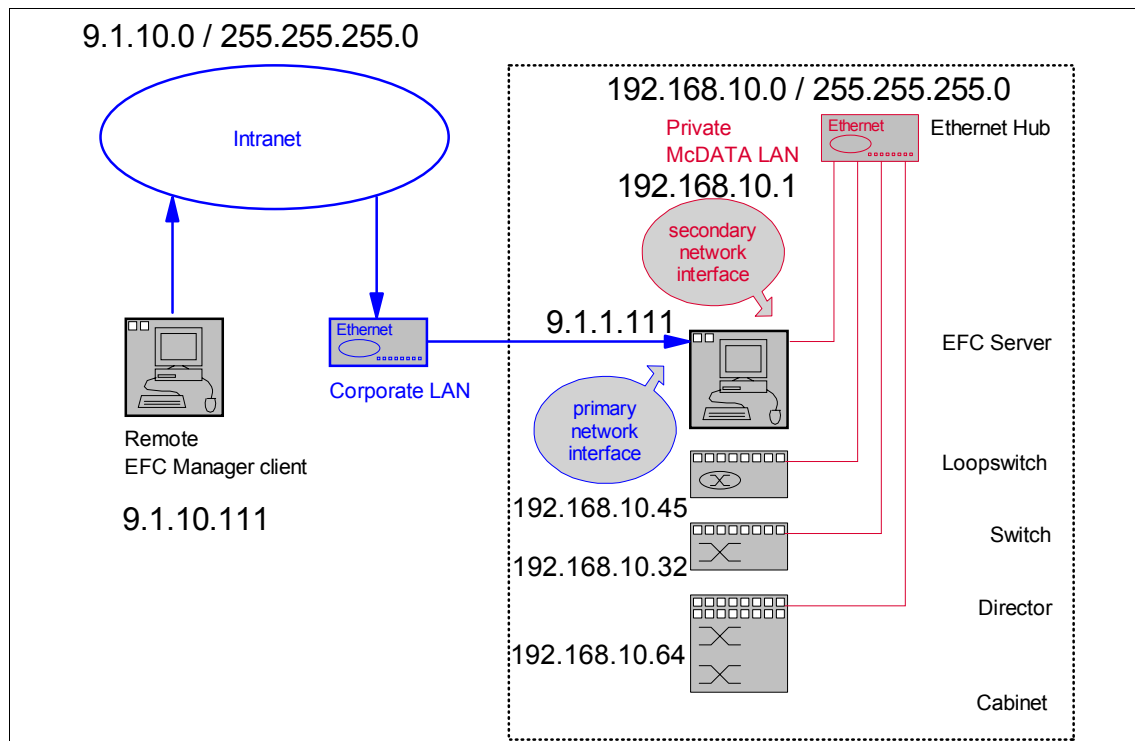 9.1.10.0 / 255.255.255.0
Intranet
192.168.10.0 / 255.255.255.0
Private
McDATA LAN
192.168.10.1
Ethernet
Ethernet Hub
secondary
network
interface
9.1.1.111
Ethernet
Corporate LAN
EFC Server
primary
network
interface
Remote
EFC Manager client
9.1.10.111
Loopswitch
192.168.10.45
Switch
192.168.10.32
Director
192.168.10.64
Cabinet